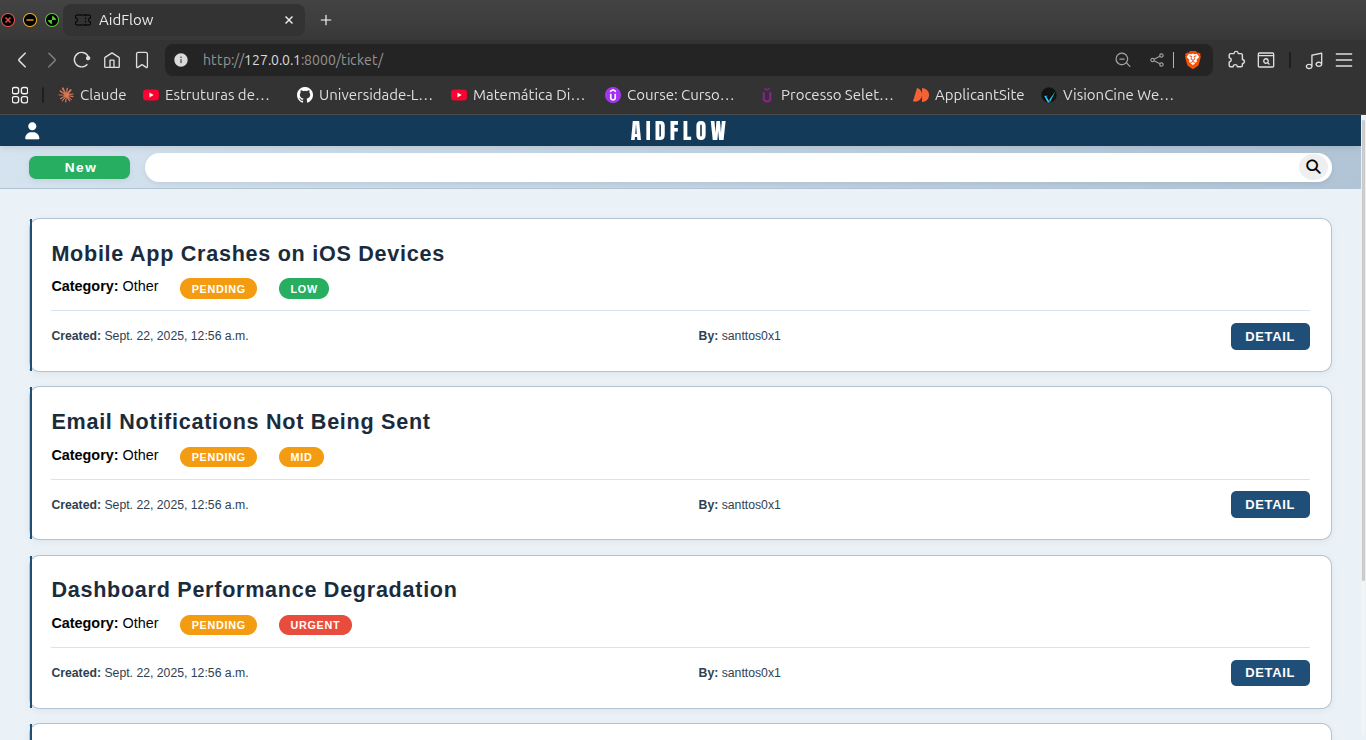 AidFlow
http://127.0.0.1:8000/ticket/
Claude Estruturas de... Universidade-L... Matemática Di... Course: Curso... Processo Selet... ApplicantSite VisionCine We...
AIDFLOW
New
Mobile App Crashes on iOS Devices
Category: Other PENDING LOW
Created: Sept. 22, 2025, 12:56 a.m. By: santtos0x1 DETAIL
Email Notifications Not Being Sent
Category: Other PENDING MID
Created: Sept. 22, 2025, 12:56 a.m. By: santtos0x1 DETAIL
Dashboard Performance Degradation
Category: Other PENDING URGENT
Created: Sept. 22, 2025, 12:56 a.m. By: santtos0x1 DETAIL